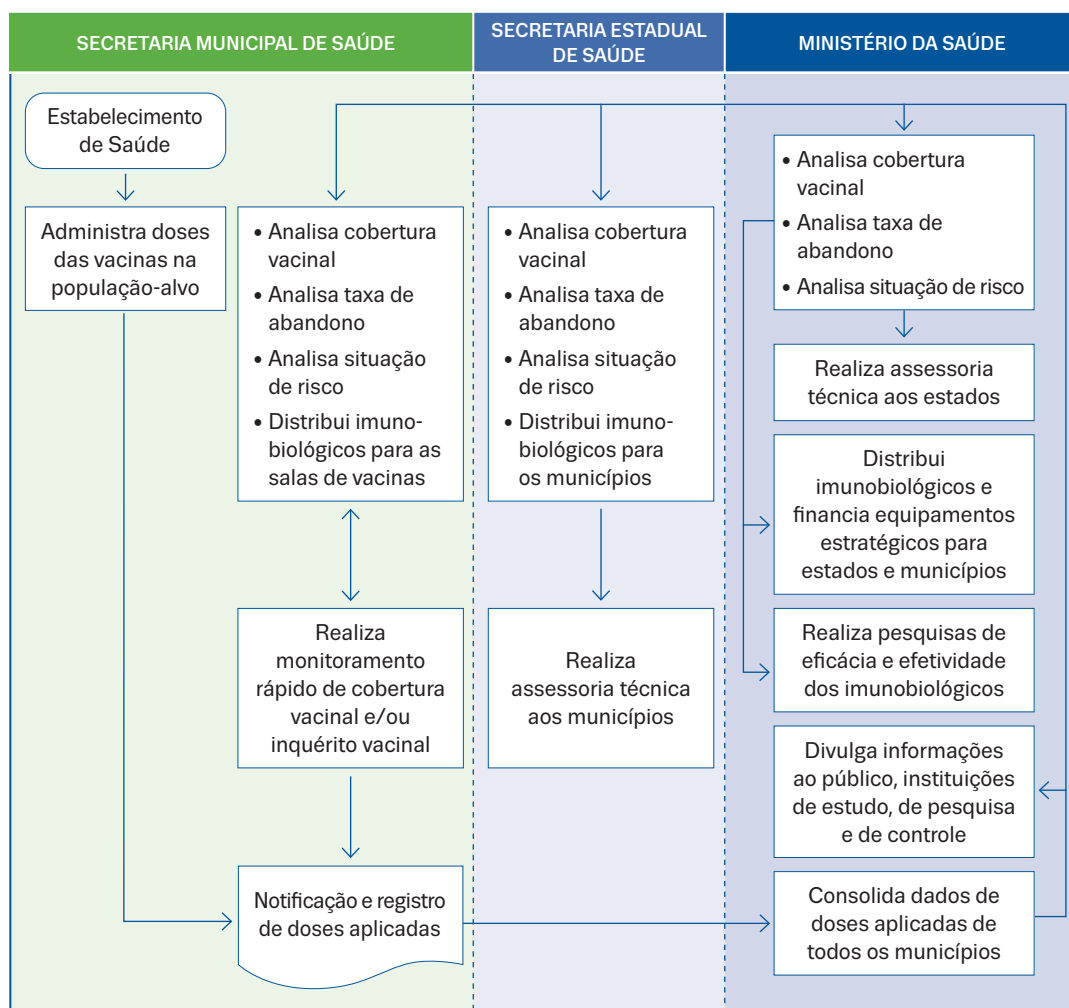 SECRETARIA MUNICIPAL DE SAÚDE
SECRETARIA ESTADUAL
DE SAÚDE
MINISTÉRIO DA SAÚDE
Estabelecimento
de Saúde
Administra doses
das vacinas na
população-alvo
• Analisa cobertura
vacinal
• Analisa taxa de
abandono
• Analisa situação
de risco
• Distribui imuno-
biológicos para as
salas de vacinas
Realiza
monitoramento
rápido de cobertura
vacinal e/ou
inquérito vacinal
Notificação e registro
de doses aplicadas
• Analisa cobertura
vacinal
• Analisa taxa de
abandono
• Analisa situação
de risco
• Distribui imuno-
biológicos para
os municípios
Realiza
assessoria técnica
aos municípios
• Analisa cobertura
vacinal
• Analisa taxa de
abandono
• Analisa situação de risco
Realiza assessoria
técnica aos estados
Distribui
imunobiológicos e
financia equipamentos
estratégicos para
estados e municípios
Realiza pesquisas de
eficácia e efetividade
dos imunobiológicos
Divulga informações
ao público, instituições
de estudo, de pesquisa
e de controle
Consolida dados de
doses aplicadas de
todos os municípios